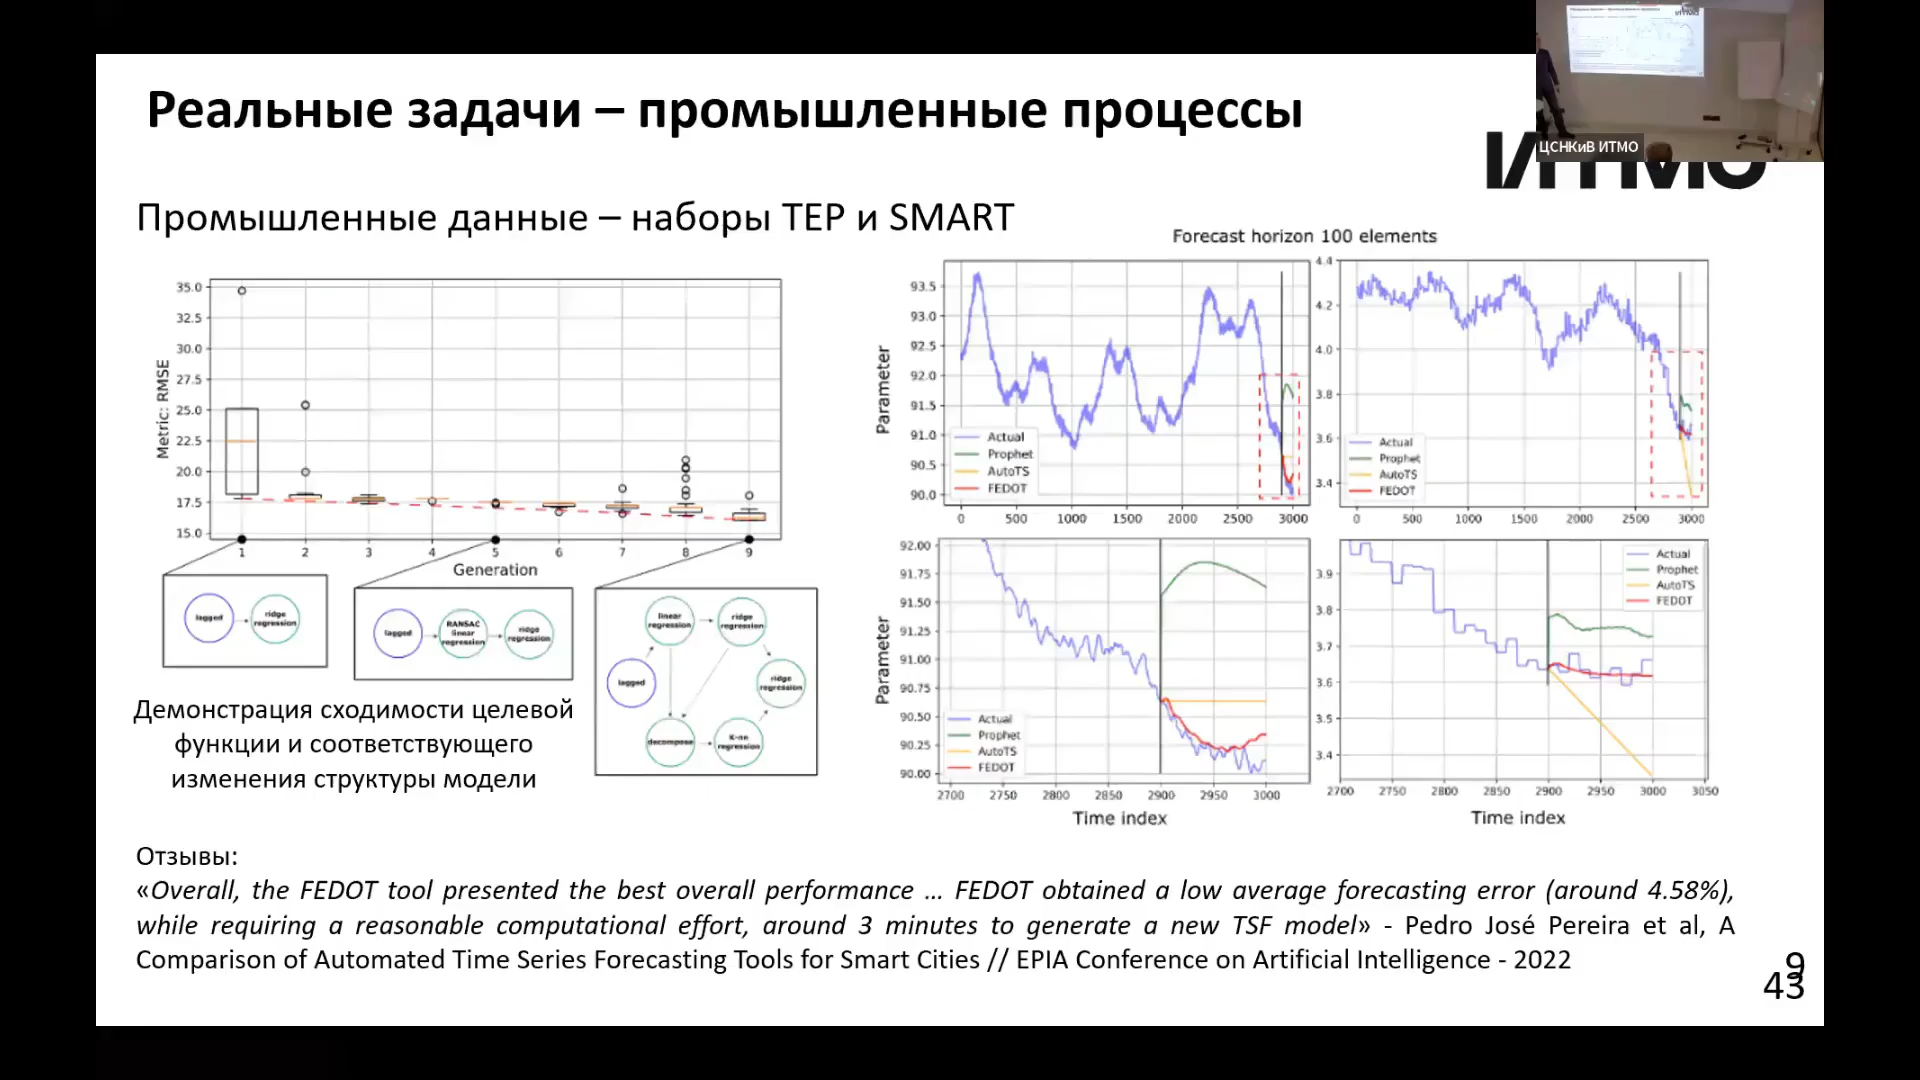 Реальные задачи – промышленные процессы
ЦСНКиВ ИТМО
ИТМО
Промышленные данные – наборы TEP и SMART
Forecast horizon 100 elements
Metric: RMSE
35.0
32.5
30.0
27.5
25.0
22.5
20.0
17.5
15.0
1 2 3 4 5 6 7 8 9
Generation
lagged
ridge regression
lagged
RANSAC linear regression
ridge regression
linear regression
ridge regression
lagged
ridge regression
decompose
K-nn regression
Демонстрация сходимости целевой
функции и соответствующего
изменения структуры модели
Parameter
93.5
93.0
92.5
92.0
91.5
91.0
90.5
90.0
Actual
Prophet
AutoTS
FEDOT
0 500 1000 1500 2000 2500 3000
4.4
4.2
4.0
3.8
3.6
3.4
Actual
Prophet
AutoTS
FEDOT
0 500 1000 1500 2000 2500 3000
Parameter
92.00
91.75
91.50
91.25
91.00
90.75
90.50
90.25
90.00
Actual
Prophet
AutoTS
FEDOT
2700 2750 2800 2850 2900 2950 3000
Time index
3.9
3.8
3.7
3.6
3.5
3.4
Actual
Prophet
AutoTS
FEDOT
2700 2750 2800 2850 2900 2950 3000 3050
Time index
Отзывы:
«Overall, the FEDOT tool presented the best overall performance … FEDOT obtained a low average forecasting error (around 4.58%),
while requiring a reasonable computational effort, around 3 minutes to generate a new TSF model» - Pedro José Pereira et al, A
Comparison of Automated Time Series Forecasting Tools for Smart Cities // EPIA Conference on Artificial Intelligence - 2022
9
43